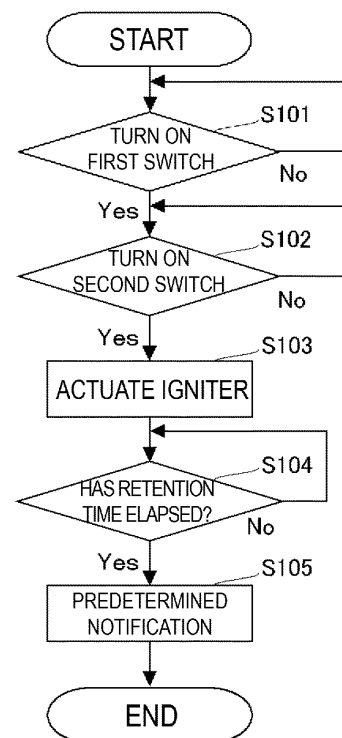 START
S101
TURN ON
FIRST SWITCH
No
Yes
S102
TURN ON
SECOND SWITCH
No
Yes
S103
ACTUATE IGNITER
S104
HAS RETENTION
TIME ELAPSED?
No
Yes
S105
PREDETERMINED
NOTIFICATION
END